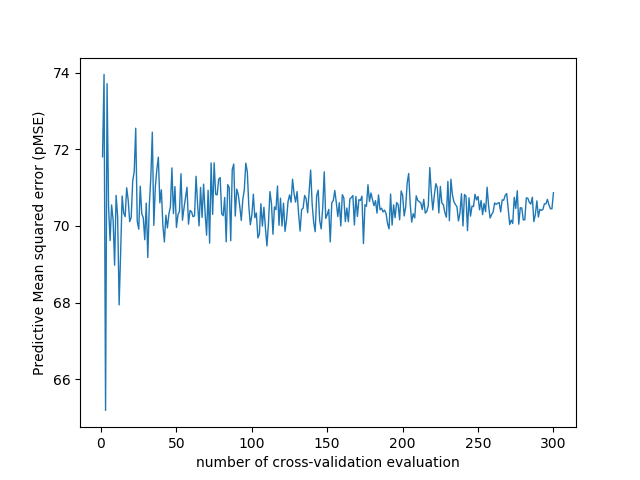 74
72
70
68
66
Predictive Mean squared error (pMSE)
0 50 100 150 200 250 300
number of cross-validation evaluation